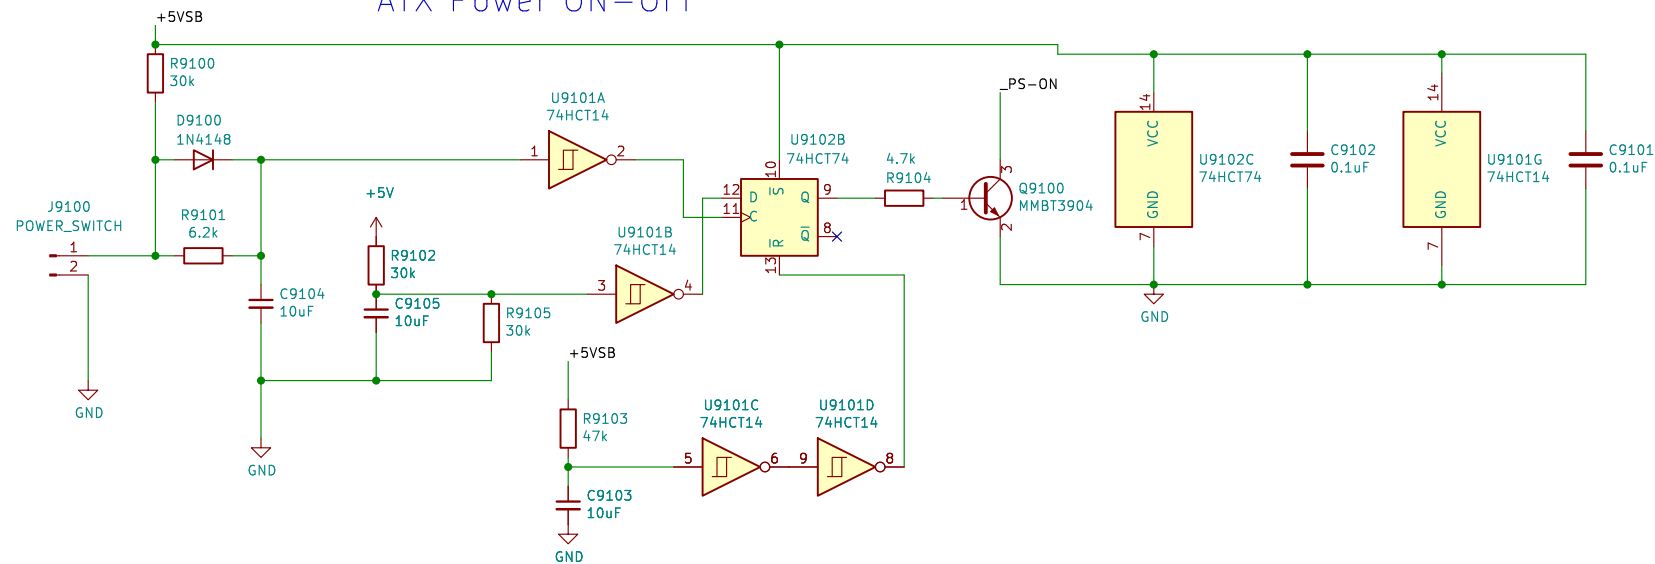 ATX Power ON-OFF
+5VSB
R9100
30k
D9100
1N4148
J9100
POWER_SWITCH
1
2
R9101
6.2k
GND
C9104
10uF
GND
+5V
R9102
30k
C9105
10uF
R9105
30k
U9101A
74HCT14
1
2
U9101B
74HCT14
3
4
+5VSB
R9103
47k
C9103
10uF
GND
U9101C
74HCT14
5
6
U9101D
74HCT14
9
8
U9102B
74HCT74
10
S
12
D
Q
9
11
C
Q
8
R
13
4.7k
R9104
_PS-ON
3
1
2
Q9100
MMBT3904
14
VCC
GND
7
U9102C
74HCT74
GND
C9102
0.1uF
14
VCC
GND
7
U9101G
74HCT14
C9101
0.1uF